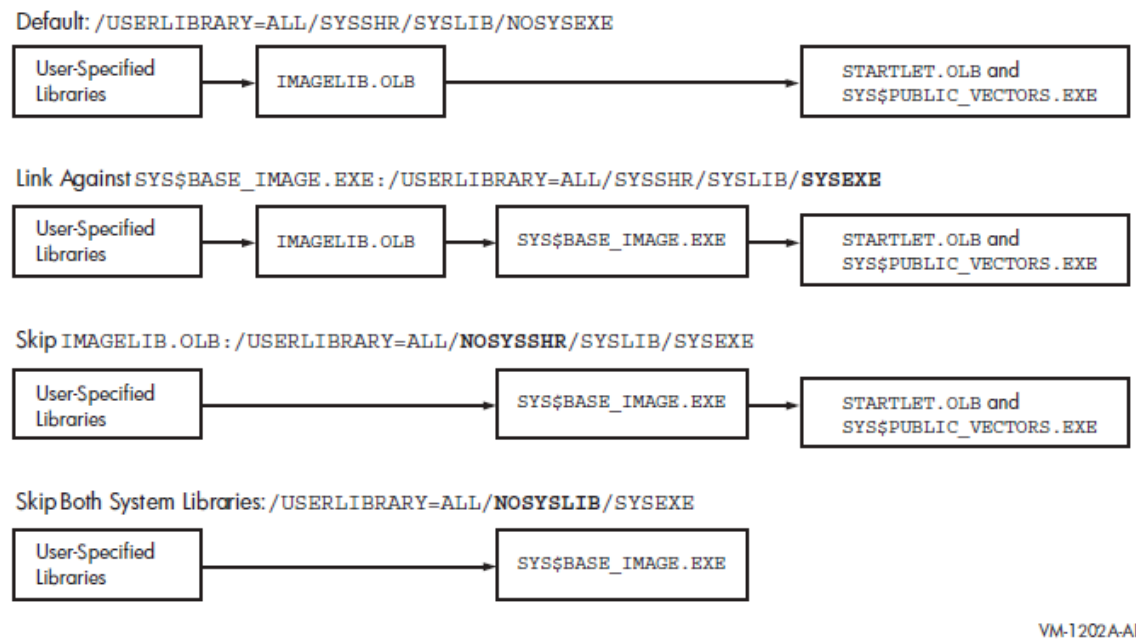 Default: /USERLIBRARY=ALL/SYSSHR/SYSLIB/NOSYSEXE
User-Specified
Libraries
IMAGELIB.OLB
STARTLET.OLB and
SYS$PUBLIC_VECTORS.EXE
Link Against SYS$BASE_IMAGE.EXE:/USERLIBRARY=ALL/SYSSHR/SYSLIB/SYSEXE
User-Specified
Libraries
IMAGELIB.OLB
SYS$BASE_IMAGE.EXE
STARTLET.OLB and
SYS$PUBLIC_VECTORS.EXE
Skip IMAGELIB.OLB:/USERLIBRARY=ALL/NOSYSSHR/SYSLIB/SYSEXE
User-Specified
Libraries
SYS$BASE_IMAGE.EXE
STARTLET.OLB and
SYS$PUBLIC_VECTORS.EXE
Skip Both System Libraries: /USERLIBRARY=ALL/NOSYSLIB/SYSEXE
User-Specified
Libraries
SYS$BASE_IMAGE.EXE